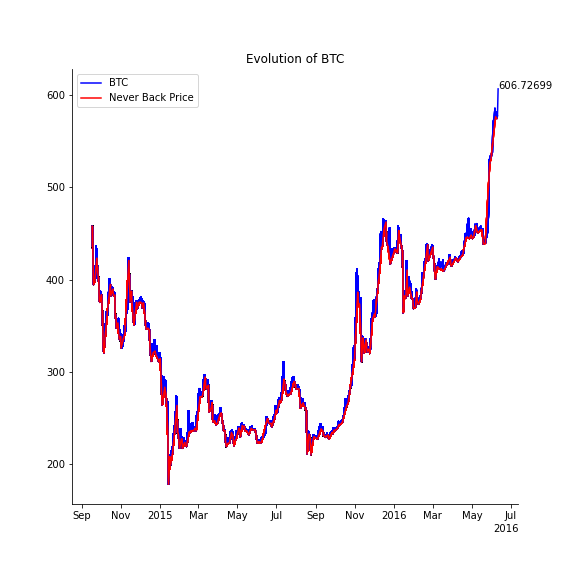 Evolution of BTC
BTC
Never Back Price
606.72699
600
500
400
300
200
Sep
Nov
2015
Mar
May
Jul
Sep
Nov
2016
Mar
May
Jul
2016